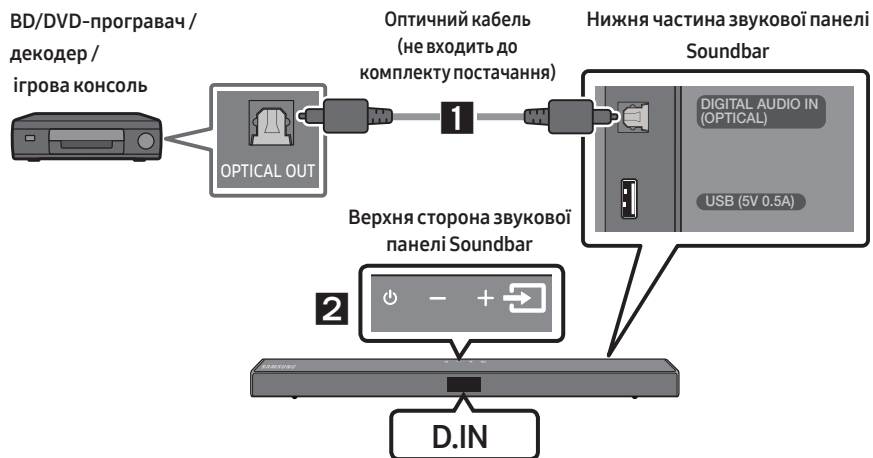 BD/DVD-програвач /
декодер /
ігрова консоль
Оптичний кабель
(не входить до
комплекту постачання)
Нижня частина звукової панелі
Soundbar
1
OPTICAL OUT
DIGITAL AUDIO IN
(OPTICAL)
USB (5V 0.5A)
Верхня сторона звукової
панелі Soundbar
2
SAMSUNG
D.IN